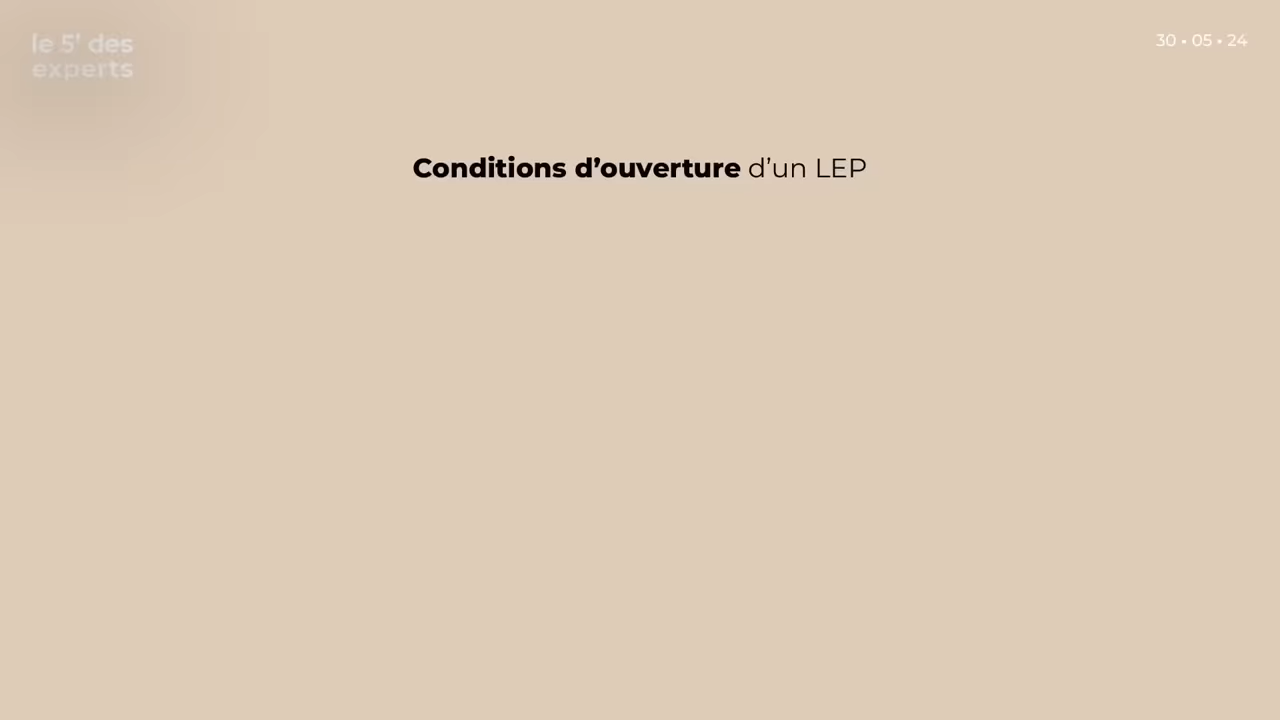 le 5' des
experts
30 • 05 • 24
Conditions d’ouverture d’un LEP